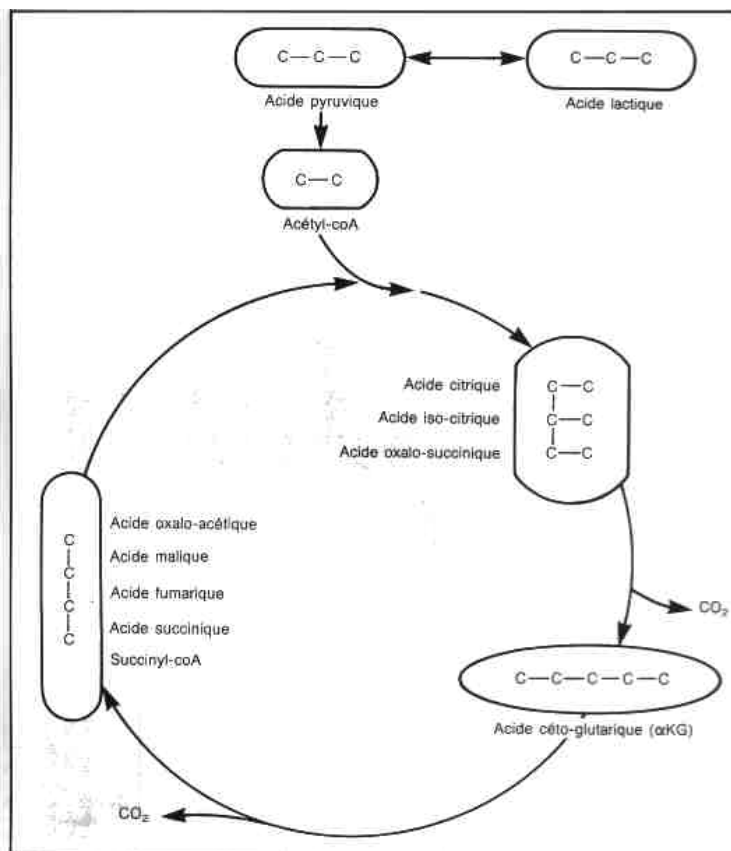 C—C—C
C—C—C
Acide pyruvique
Acide lactique
C—C
Acétyl-coA
Acide citrique
C—C
Acide iso-citrique
C—C
Acide oxalo-succinique
C—C
Acide oxalo-acétique
C
Acide malique
C
Acide fumarique
C
Acide succinique
C
Succinyl-coA
CO₂
C—C—C—C—C
Acide céto-glutarique (αKG)
CO₂